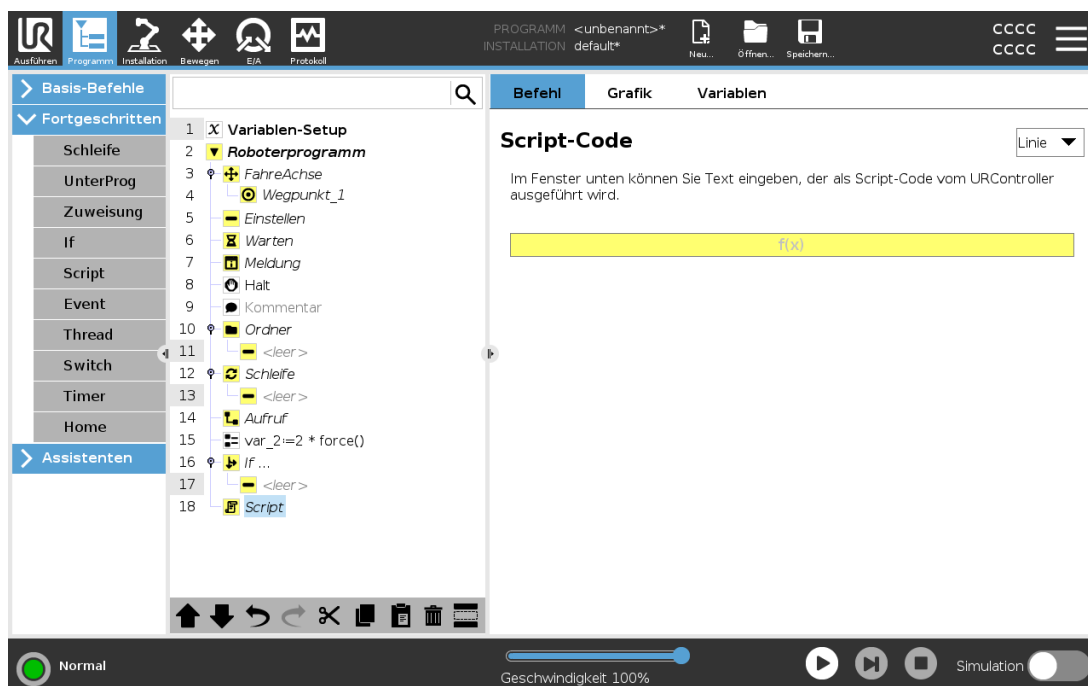 UR
PROGRAMM <unbenannt>*
INSTALLATION default*
CCCC
CCCC
Ausführen Programm Installation Bewegen E/A Protokoll
Neu... Öffnen... Speichern...
Basis-Befehle
Fortgeschritten
Schleife
UnterProg
Zuweisung
If
Script
Event
Thread
Switch
Timer
Home
Assistenten
1 X Variablen-Setup
2 Roboterprogramm
3 FahreAchse
4 Wegpunkt_1
5 Einstellen
6 Warten
7 Meldung
8 Halt
9 Kommentar
10 Ordner
11 <leer>
12 Schleife
13 <leer>
14 Aufruf
15 var_2:=2 * force()
16 If ...
17 <leer>
18 Script
Befehl Grafik Variablen
Script-Code
Linie
Im Fenster unten können Sie Text eingeben, der als Script-Code vom URController
ausgeführt wird.
f(x)
Normal
Geschwindigkeit 100%
Simulation